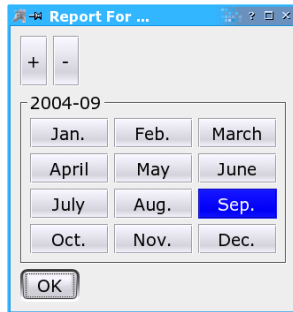 Report For ...
+ -
2004-09
Jan. Feb. March
April May June
July Aug. Sep.
Oct. Nov. Dec.
OK